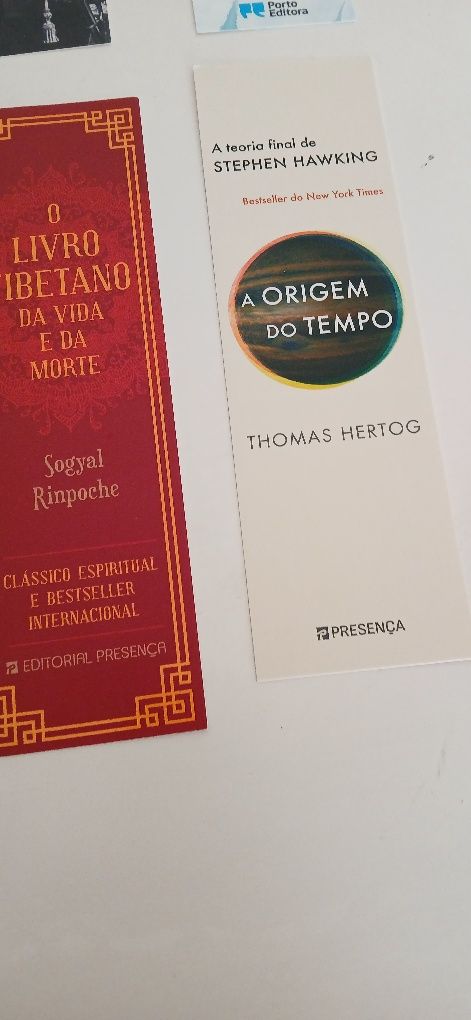 Porto
Editora
O
LIVRO
TIBETANO
DA VIDA
E DA
MORTE
Sogyal
Rinpoche
CLÁSSICO ESPIRITUAL
E BESTSELLER
INTERNACIONAL
EDITORIAL PRESENÇA
A teoria final de
STEPHEN HAWKING
Bestseller do New York Times
A ORIGEM
DO TEMPO
THOMAS HERTOG
PRESENÇA